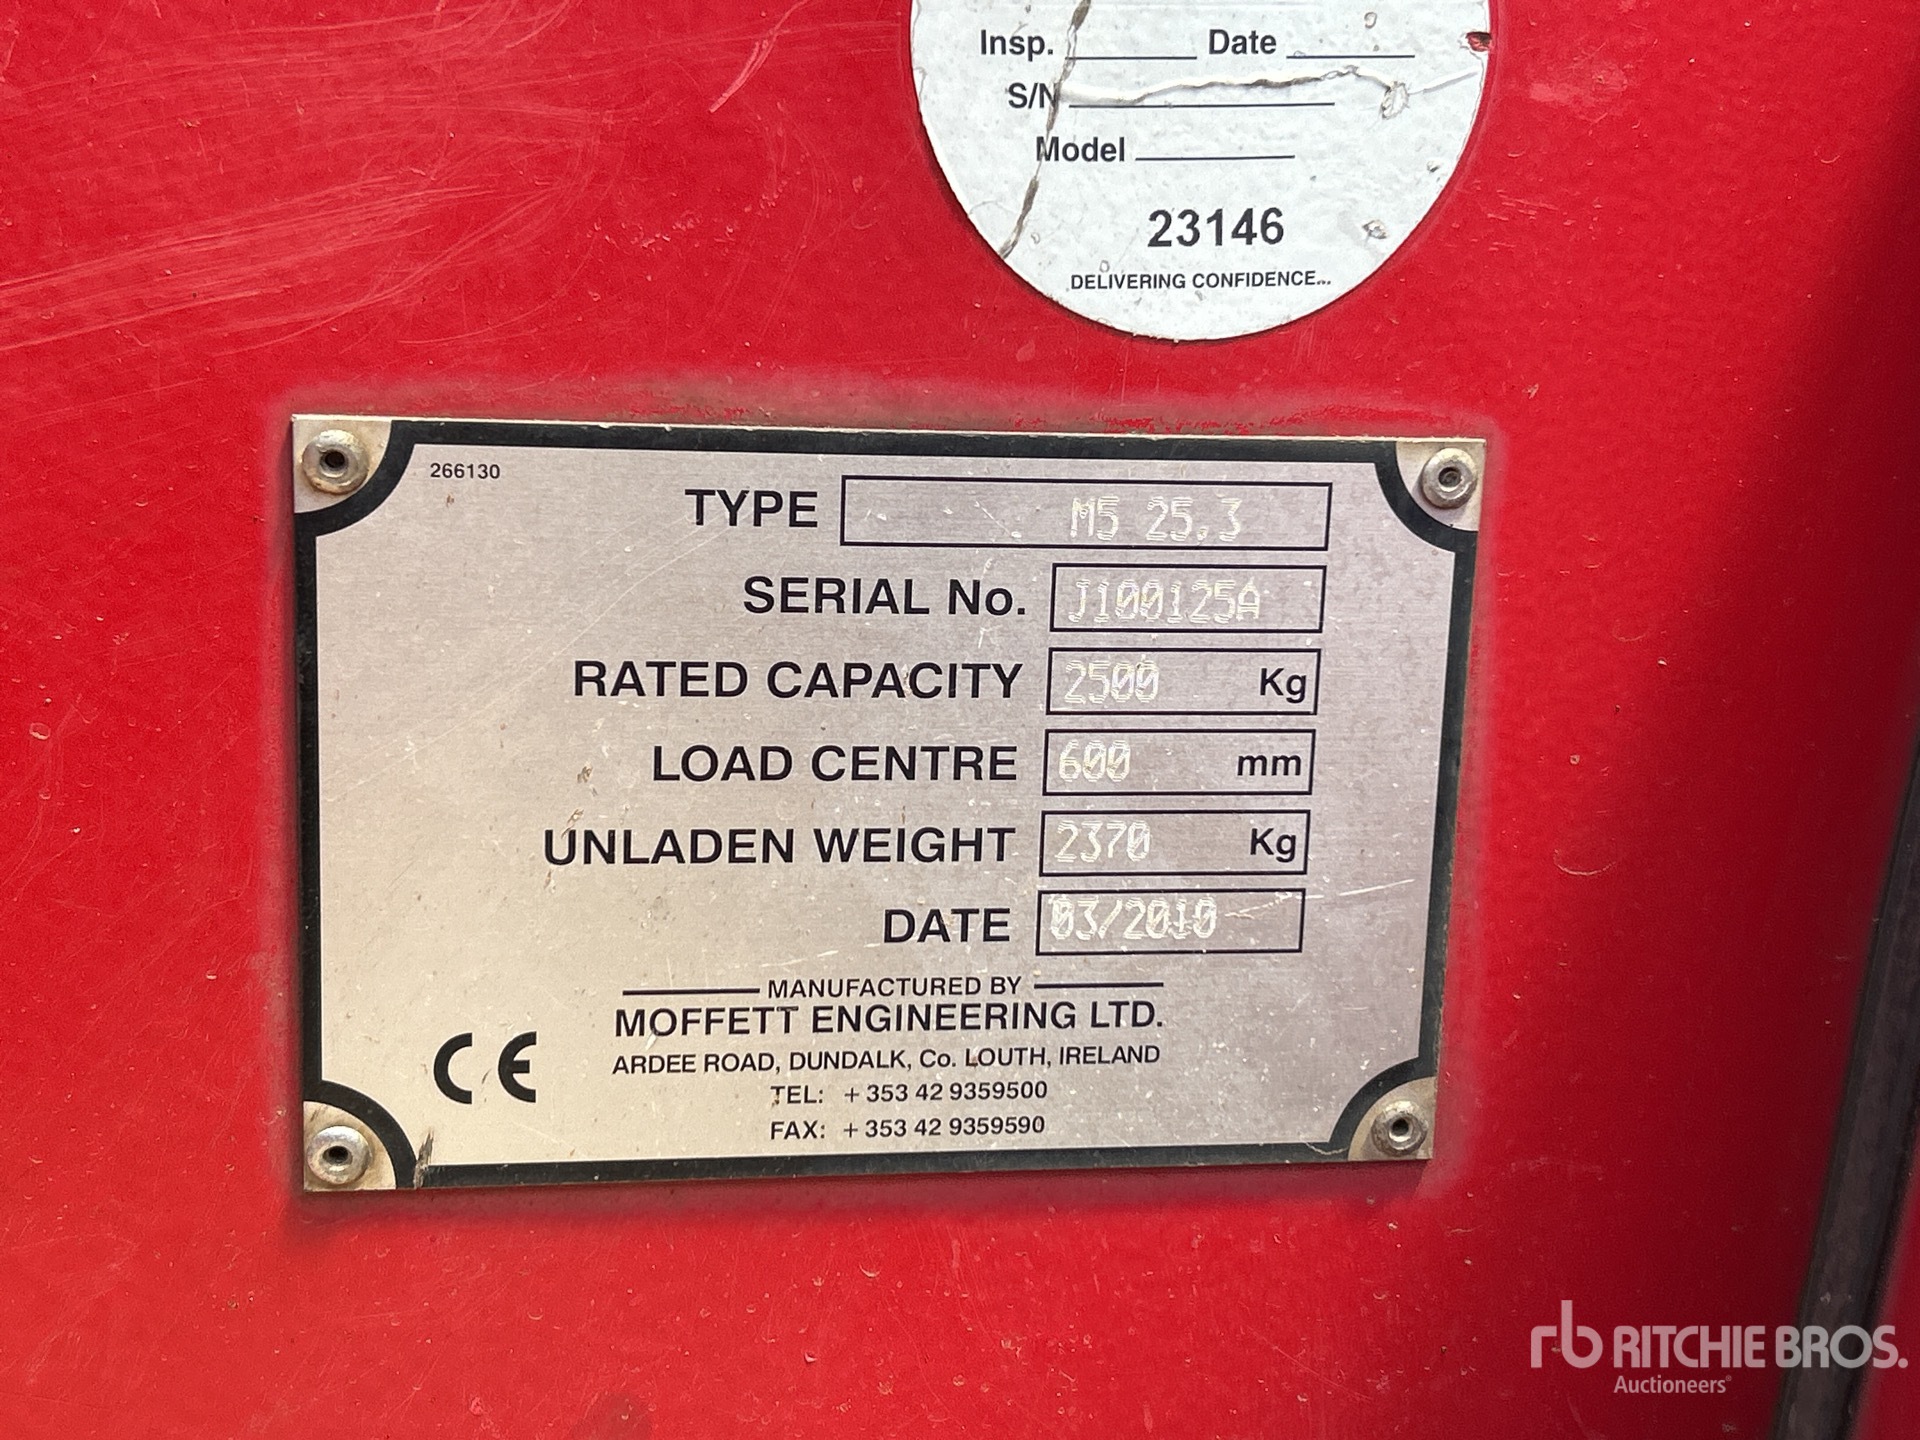 Insp. Date
S/N
Model
23146
DELIVERING CONFIDENCE...
266130
TYPE M5 25.3
SERIAL No. J100125A
RATED CAPACITY 2500 Kg
LOAD CENTRE 600 mm
UNLADEN WEIGHT 2370 Kg
DATE 03/2010
MANUFACTURED BY
MOFFETT ENGINEERING LTD.
ARDEE ROAD, DUNDALK, Co. LOUTH, IRELAND
CE
TEL: +353 42 9359500
FAX: +353 42 9359590
rb RITCHIE BROS.
Auctioneers